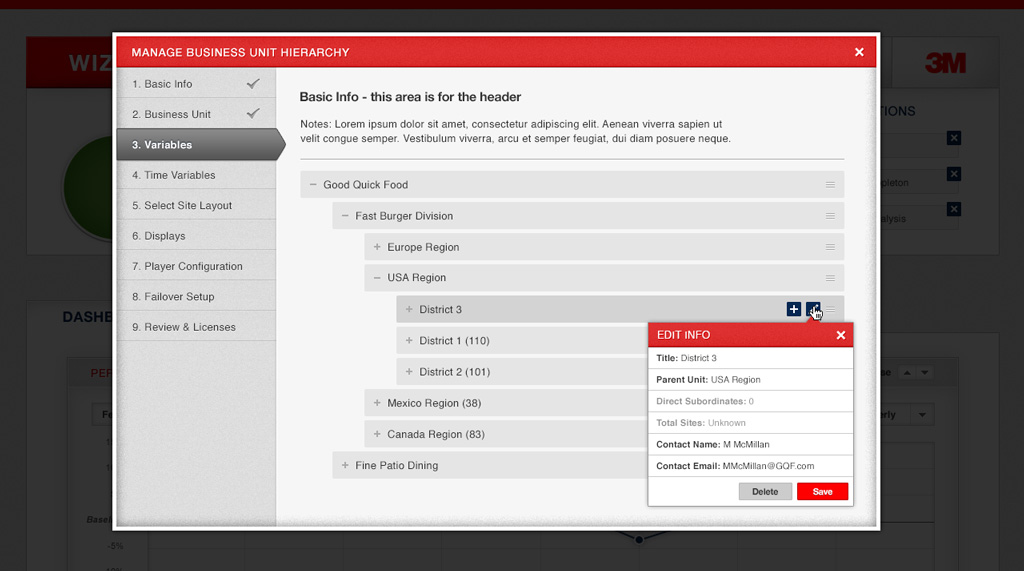 WIZ
3M
MANAGE BUSINESS UNIT HIERARCHY
1. Basic Info
2. Business Unit
3. Variables
4. Time Variables
5. Select Site Layout
6. Displays
7. Player Configuration
8. Failover Setup
9. Review & Licenses
Basic Info - this area is for the header
Notes: Lorem ipsum dolor sit amet, consectetur adipiscing elit. Aenean viverra sapien ut
velit congue semper. Vestibulum viverra, arcu et semper feugiat, dui diam posuere neque.
Good Quick Food
Fast Burger Division
Europe Region
USA Region
District 3
District 1 (110)
District 2 (101)
Mexico Region (38)
Canada Region (83)
Fine Patio Dining
EDIT INFO
Title: District 3
Parent Unit: USA Region
Direct Subordinates: 0
Total Sites: Unknown
Contact Name: M McMillan
Contact Email: MMcMillan@GQF.com
Delete
Save
IONS
pleton
alysis
DASHB
PER
Fe
se
erly
Baseli
-5%